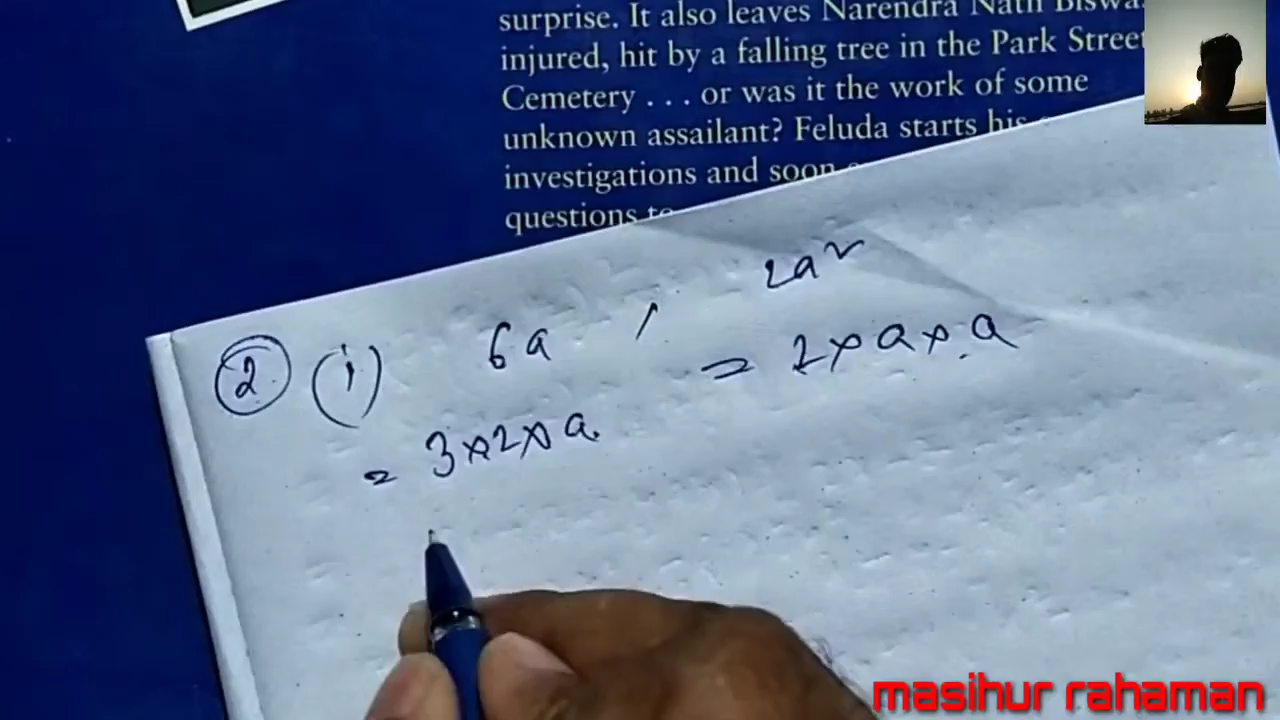 surprise. It also leaves Narendra Nath Biswa
injured, hit by a falling tree in the Park Street
Cemetery . . . or was it the work of some
unknown assailant? Feluda starts his
investigations and soon
questions to
② (i) 6a , 2a²
= 3×2×a = 2×a×a
masihur rahaman